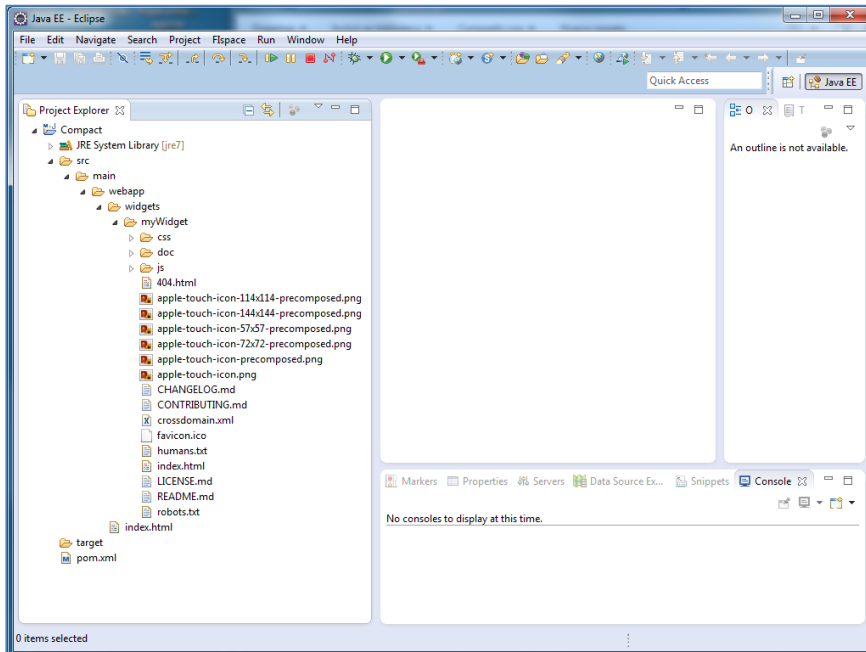 Java EE - Eclipse
File Edit Navigate Search Project FIspace Run Window Help
Quick Access
Java EE
Project Explorer
O T
Compact
JRE System Library [jre7]
An outline is not available.
src
main
webapp
widgets
myWidget
css
doc
js
404.html
apple-touch-icon-114x114-precomposed.png
apple-touch-icon-144x144-precomposed.png
apple-touch-icon-57x57-precomposed.png
apple-touch-icon-72x72-precomposed.png
apple-touch-icon-precomposed.png
apple-touch-icon.png
CHANGELOG.md
CONTRIBUTING.md
crossdomain.xml
favicon.ico
humans.txt
index.html
LICENSE.md
README.md
robots.txt
index.html
target
pom.xml
Markers Properties Servers Data Source Ex... Snippets Console
No consoles to display at this time.
0 items selected